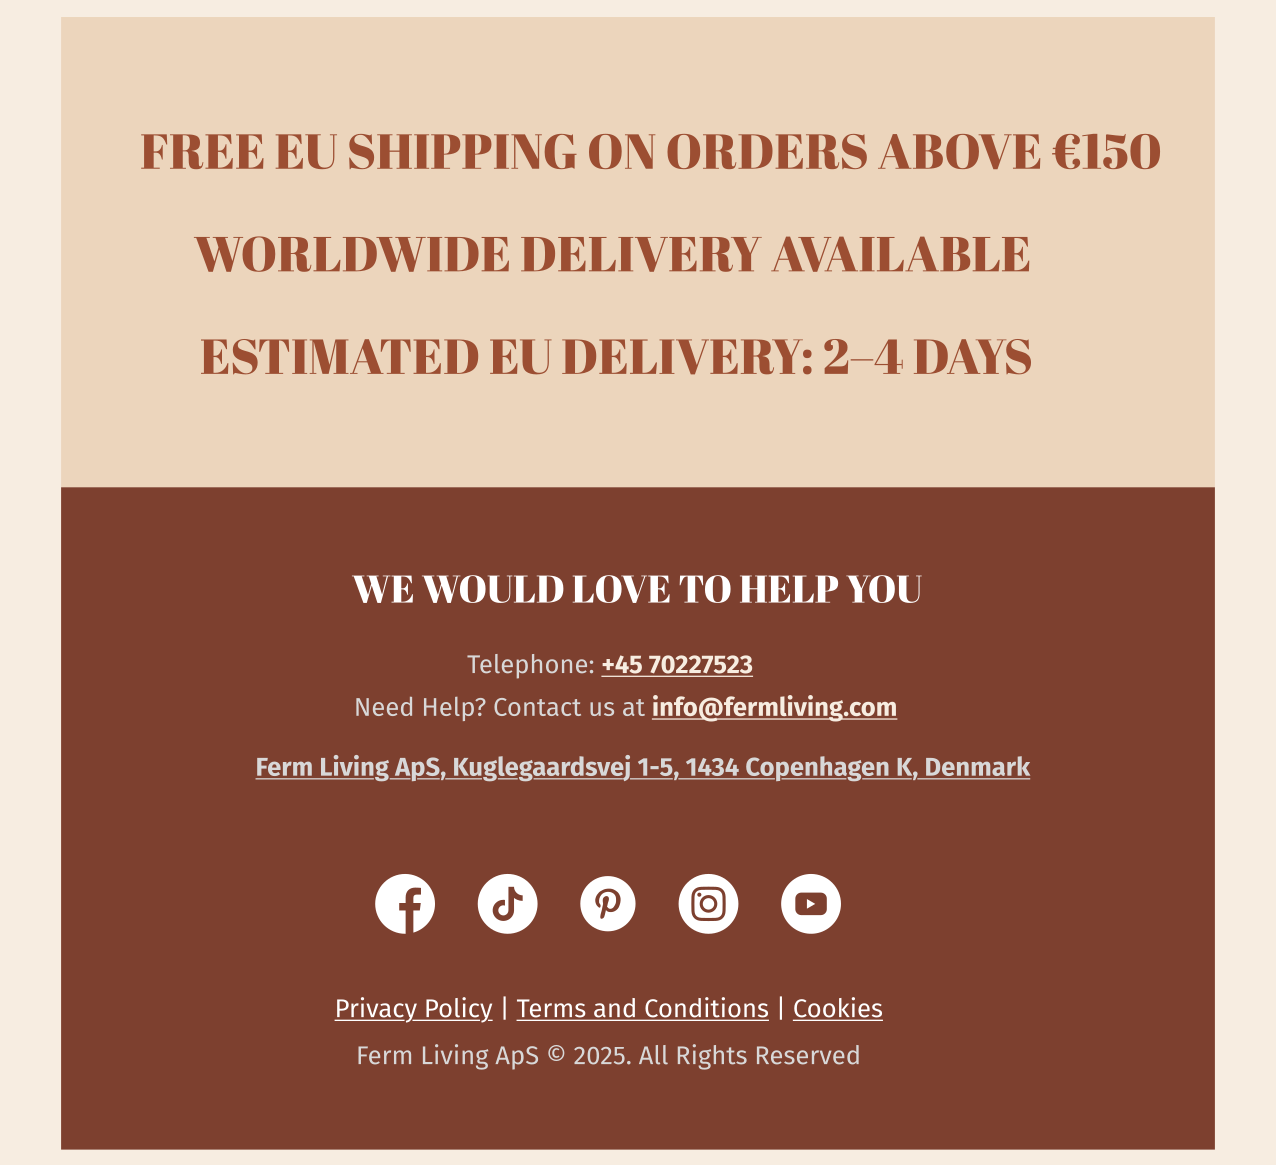 FREE EU SHIPPING ON ORDERS ABOVE €150
WORLDWIDE DELIVERY AVAILABLE
ESTIMATED EU DELIVERY: 2–4 DAYS
WE WOULD LOVE TO HELP YOU
Telephone: +45 70227523
Need Help? Contact us at info@fermliving.com
Ferm Living ApS, Kuglegaardsvej 1-5, 1434 Copenhagen K, Denmark
Privacy Policy | Terms and Conditions | Cookies
Ferm Living ApS © 2025. All Rights Reserved